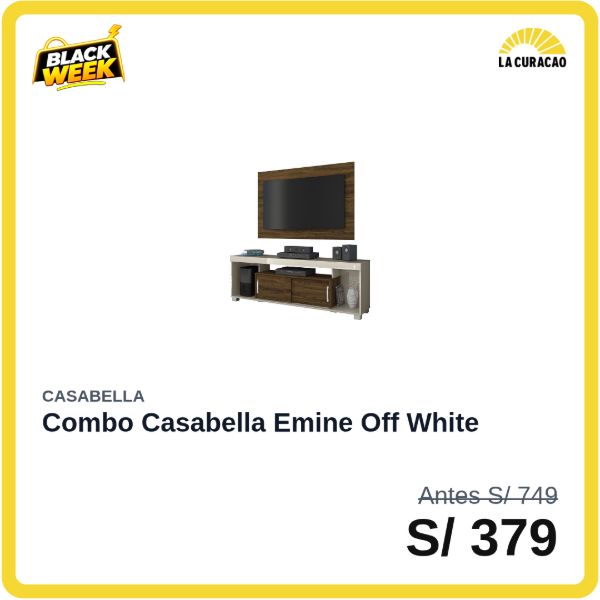 BLACK
WEEK
LA CURACAO
CASABELLA
Combo Casabella Emine Off White
Antes S/ 749
S/ 379